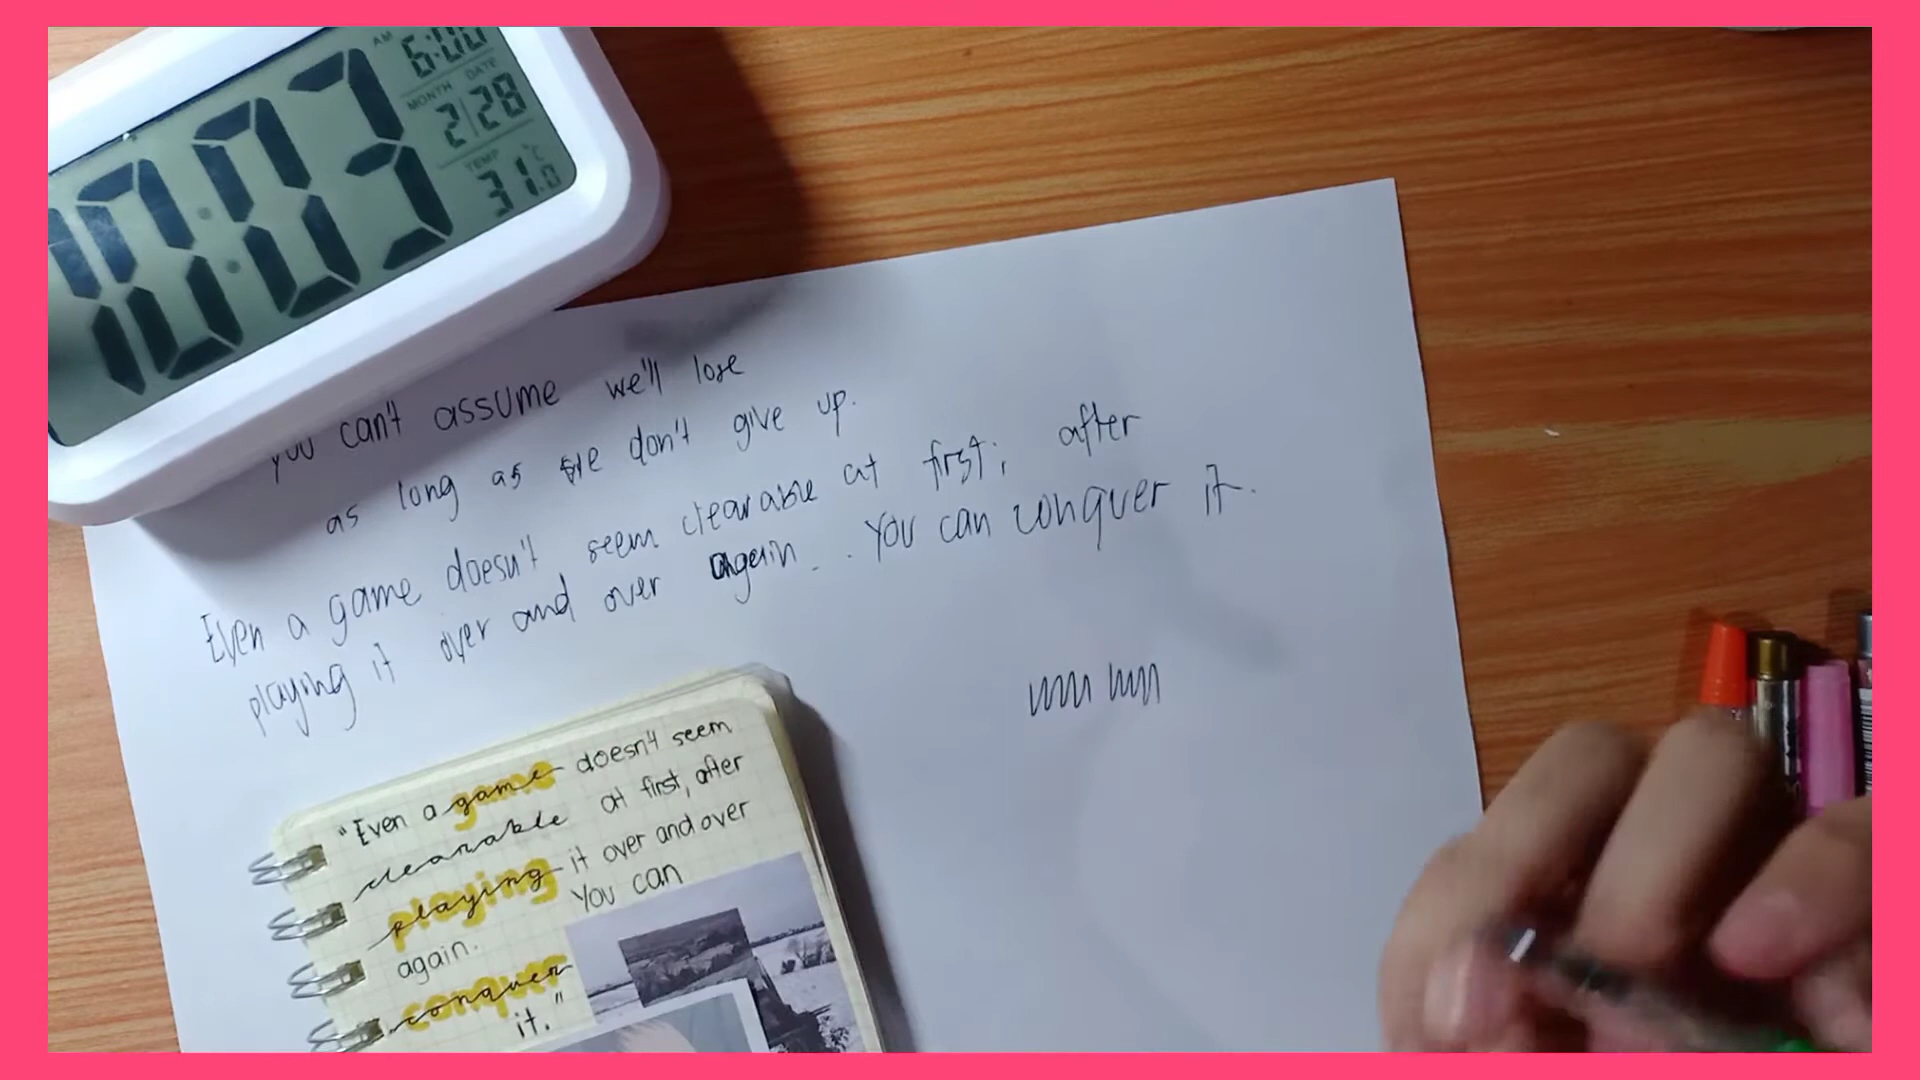 10:03
AM 6:00
MONTH DATE
2|28
TEMP
31.0 °C
you can't assume we'll lose
as long as we don't give up.
Even a game doesn't seem clearable at first; after
playing it over and over again. . You can conquer it.
"Even a game doesn't seem
clearable at first, after
playing it over and over
again. You can
conquer
it."